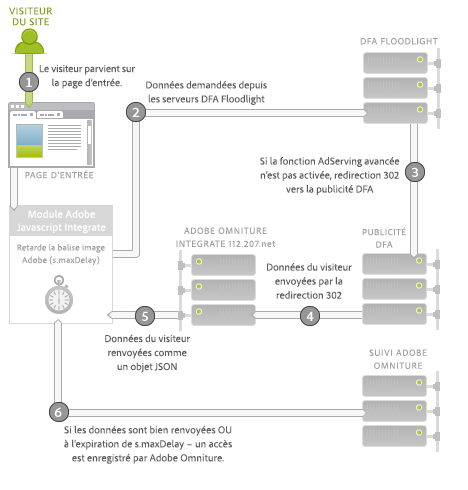 VISITEUR
DU SITE
DFA FLOODLIGHT
1
Le visiteur parvient sur
la page d'entrée.
Données demandées depuis
les serveurs DFA Floodlight
2
PAGE D'ENTRÉE
Si la fonction AdServing avancée
n'est pas activée, redirection 302
vers la publicité DFA
3
Module Adobe
Javascript Integrate
Retarde la balise image
Adobe (s.maxDelay)
ADOBE OMNITURE
INTEGRATE 112.207.net
PUBLICITÉ
DFA
Données du visiteur
envoyées par la
redirection 302
4
5
Données du visiteur
renvoyées comme
un objet JSON
SUIVI ADOBE
OMNITURE
6
Si les données sont bien renvoyées OU
à l'expiration de s.maxDelay – un accès
est enregistré par Adobe Omniture.